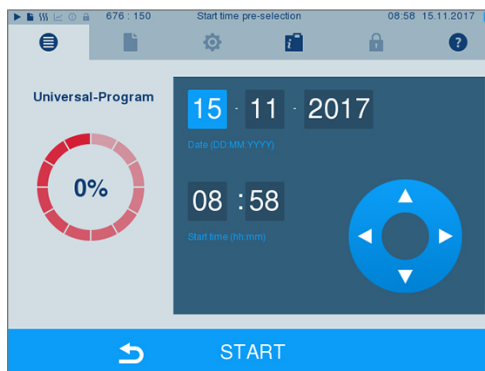 676 : 150 Start time pre-selection 08:58 15.11.2017
i ?
Universal-Program
15 . 11 . 2017
Date (DD:MM:YYYY)
0%
08 : 58
Start time (hh:mm)
START